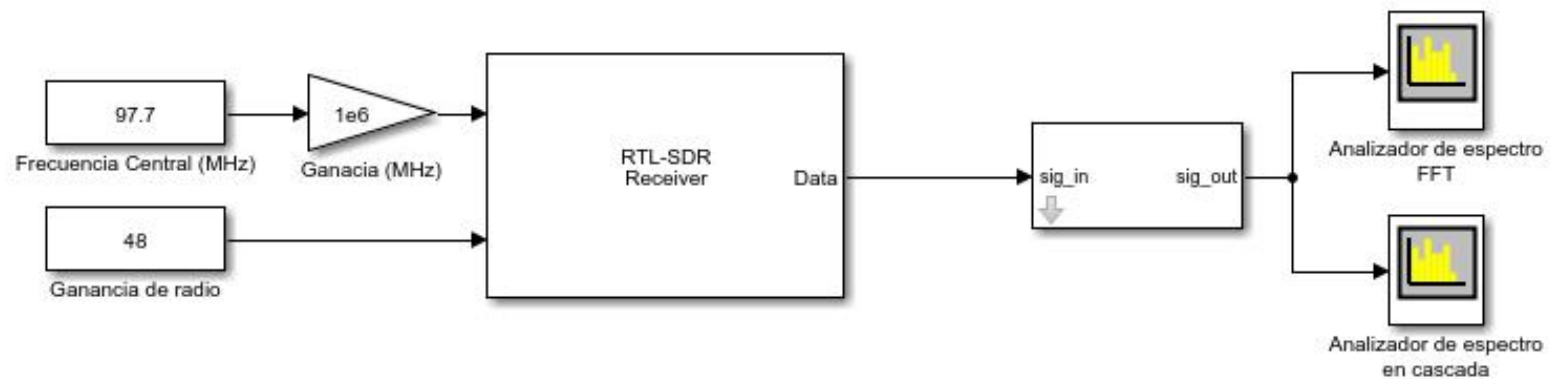 97.7
Frecuencia Central (MHz)
1e6
Ganacia (MHz)
48
Ganancia de radio
RTL-SDR
Receiver
Data
sig_in
sig_out
Analizador de espectro
FFT
Analizador de espectro
en cascada